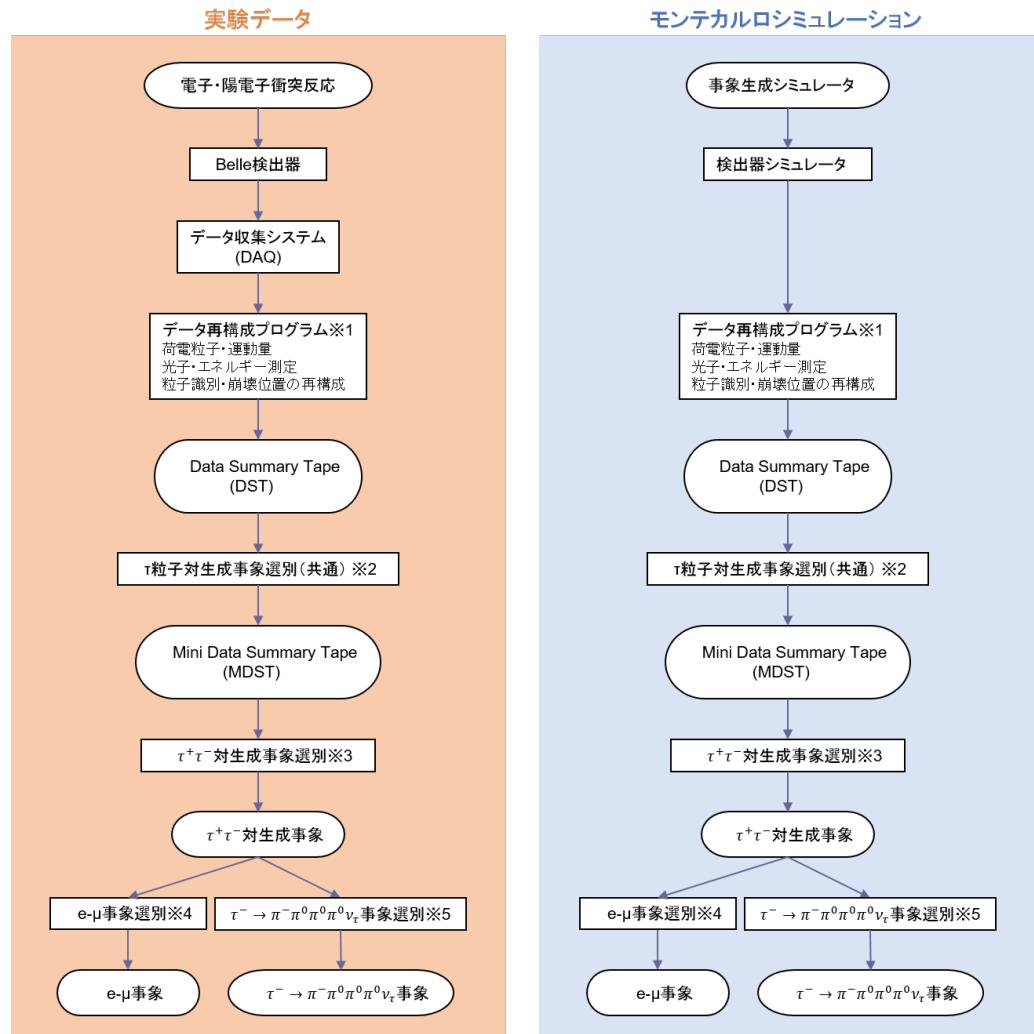 実験データ
電子・陽電子衝突反応
Belle検出器
データ収集システム
(DAQ)
データ再構成プログラム※1
荷電粒子・運動量
光子・エネルギー測定
粒子識別・崩壊位置の再構成
Data Summary Tape
(DST)
τ粒子対生成事象選別(共通) ※2
Mini Data Summary Tape
(MDST)
τ⁺τ⁻対生成事象選別※3
τ⁺τ⁻対生成事象
e-μ事象選別※4
τ⁻ → π⁻π⁰π⁰π⁰ν_τ事象選別※5
e-μ事象
τ⁻ → π⁻π⁰π⁰π⁰ν_τ事象
モンテカルロシミュレーション
事象生成シミュレータ
検出器シミュレータ
データ再構成プログラム※1
荷電粒子・運動量
光子・エネルギー測定
粒子識別・崩壊位置の再構成
Data Summary Tape
(DST)
τ粒子対生成事象選別(共通) ※2
Mini Data Summary Tape
(MDST)
τ⁺τ⁻対生成事象選別※3
τ⁺τ⁻対生成事象
e-μ事象選別※4
τ⁻ → π⁻π⁰π⁰π⁰ν_τ事象選別※5
e-μ事象
τ⁻ → π⁻π⁰π⁰π⁰ν_τ事象